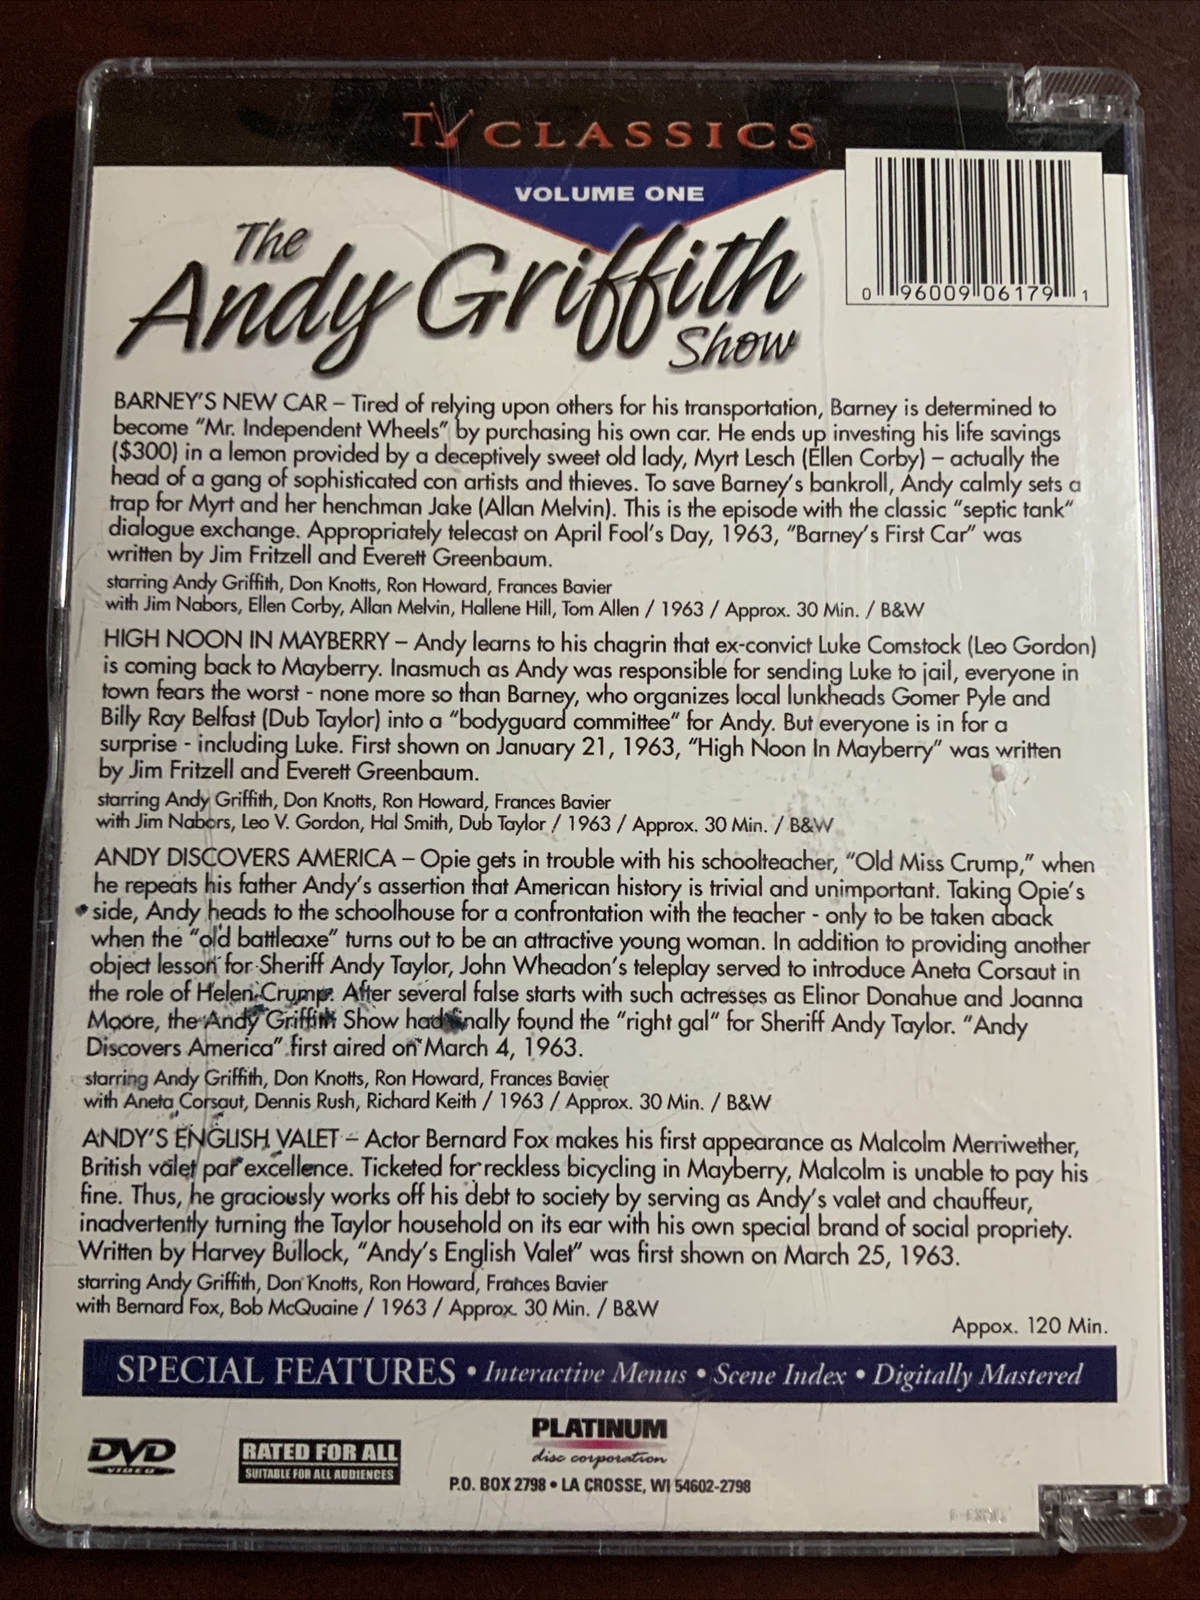 TV CLASSICS
VOLUME ONE
The
Andy Griffith
Show
0 96009 06179 1
BARNEY'S NEW CAR – Tired of relying upon others for his transportation, Barney is determined to
become "Mr. Independent Wheels" by purchasing his own car. He ends up investing his life savings
($300) in a lemon provided by a deceptively sweet old lady, Myrt Lesch (Ellen Corby) – actually the
head of a gang of sophisticated con artists and thieves. To save Barney's bankroll, Andy calmly sets a
trap for Myrt and her henchman Jake (Allan Melvin). This is the episode with the classic "septic tank"
dialogue exchange. Appropriately telecast on April Fool's Day, 1963, "Barney's First Car" was
written by Jim Fritzell and Everett Greenbaum.
starring Andy Griffith, Don Knotts, Ron Howard, Frances Bavier
with Jim Nabors, Ellen Corby, Allan Melvin, Hallene Hill, Tom Allen / 1963 / Approx. 30 Min. / B&W
HIGH NOON IN MAYBERRY – Andy learns to his chagrin that ex-convict Luke Comstock (Leo Gordon)
is coming back to Mayberry. Inasmuch as Andy was responsible for sending Luke to jail, everyone in
town fears the worst - none more so than Barney, who organizes local lunkheads Gomer Pyle and
Billy Ray Belfast (Dub Taylor) into a "bodyguard committee" for Andy. But everyone is in for a
surprise - including Luke. First shown on January 21, 1963, "High Noon In Mayberry" was written
by Jim Fritzell and Everett Greenbaum.
starring Andy Griffith, Don Knotts, Ron Howard, Frances Bavier
with Jim Nabors, Leo V. Gordon, Hal Smith, Dub Taylor / 1963 / Approx. 30 Min. / B&W
ANDY DISCOVERS AMERICA – Opie gets in trouble with his schoolteacher, "Old Miss Crump," when
he repeats his father Andy's assertion that American history is trivial and unimportant. Taking Opie's
side, Andy heads to the schoolhouse for a confrontation with the teacher - only to be taken aback
when the "old battleaxe" turns out to be an attractive young woman. In addition to providing another
object lesson for Sheriff Andy Taylor, John Wheadon's teleplay served to introduce Aneta Corsaut in
the role of Helen Crump. After several false starts with such actresses as Elinor Donahue and Joanna
Moore, the Andy Griffith Show had finally found the "right gal" for Sheriff Andy Taylor. "Andy
Discovers America" first aired on March 4, 1963.
starring Andy Griffith, Don Knotts, Ron Howard, Frances Bavier
with Aneta Corsaut, Dennis Rush, Richard Keith / 1963 / Approx. 30 Min. / B&W
ANDY'S ENGLISH VALET – Actor Bernard Fox makes his first appearance as Malcolm Merriwether,
British valet par excellence. Ticketed for reckless bicycling in Mayberry, Malcolm is unable to pay his
fine. Thus, he graciously works off his debt to society by serving as Andy's valet and chauffeur,
inadvertently turning the Taylor household on its ear with his own special brand of social propriety.
Written by Harvey Bullock, "Andy's English Valet" was first shown on March 25, 1963.
starring Andy Griffith, Don Knotts, Ron Howard, Frances Bavier
with Bernard Fox, Bob McQuaine / 1963 / Approx. 30 Min. / B&W
Appox. 120 Min.
SPECIAL FEATURES • Interactive Menus • Scene Index • Digitally Mastered
DVD
VIDEO
RATED FOR ALL
SUITABLE FOR ALL AUDIENCES
PLATINUM
disc corporation
P.O. BOX 2798 • LA CROSSE, WI 54602-2798